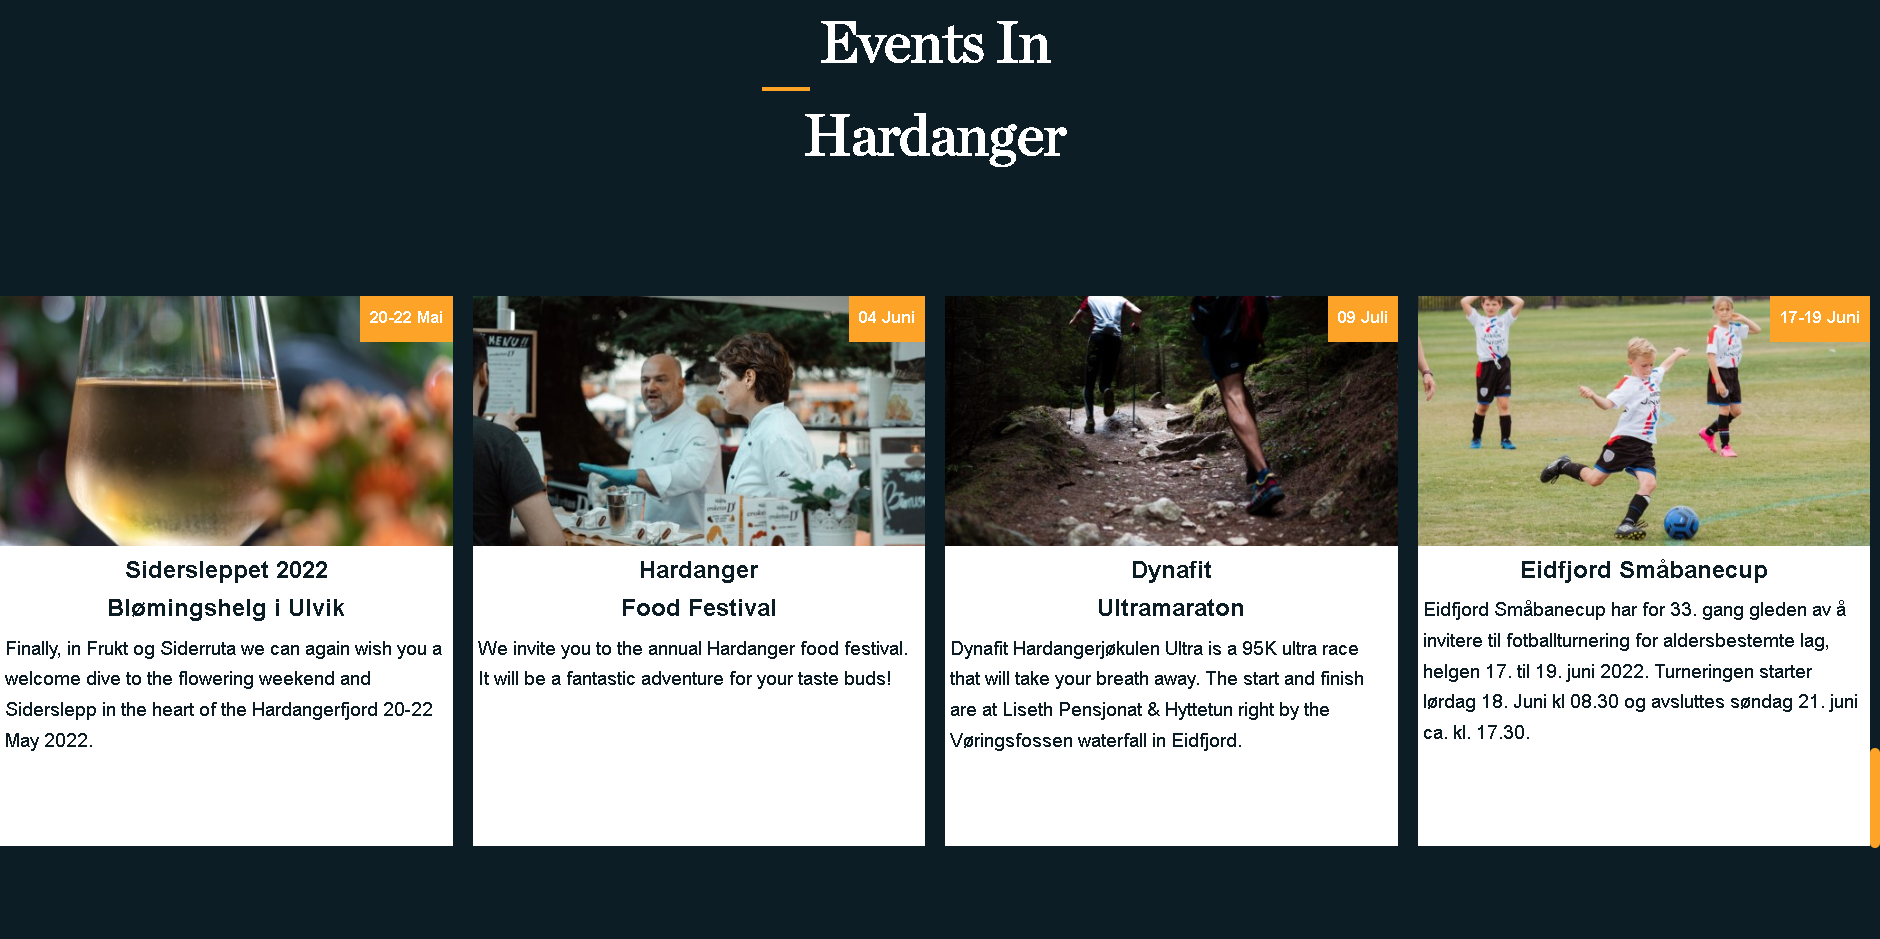 Events In
Hardanger
20-22 Mai
Sidersleppet 2022
Blømingshelg i Ulvik
Finally, in Frukt og Siderruta we can again wish you a
welcome dive to the flowering weekend and
Siderslepp in the heart of the Hardangerfjord 20-22
May 2022.
04 Juni
MENU!!
Hardanger
Food Festival
We invite you to the annual Hardanger food festival.
It will be a fantastic adventure for your taste buds!
09 Juli
Dynafit
Ultramaraton
Dynafit Hardangerjøkulen Ultra is a 95K ultra race
that will take your breath away. The start and finish
are at Liseth Pensjonat & Hyttetun right by the
Vøringsfossen waterfall in Eidfjord.
17-19 Juni
Eidfjord Småbanecup
Eidfjord Småbanecup har for 33. gang gleden av å
invitere til fotballturnering for aldersbestemte lag,
helgen 17. til 19. juni 2022. Turneringen starter
lørdag 18. Juni kl 08.30 og avsluttes søndag 21. juni
ca. kl. 17.30.